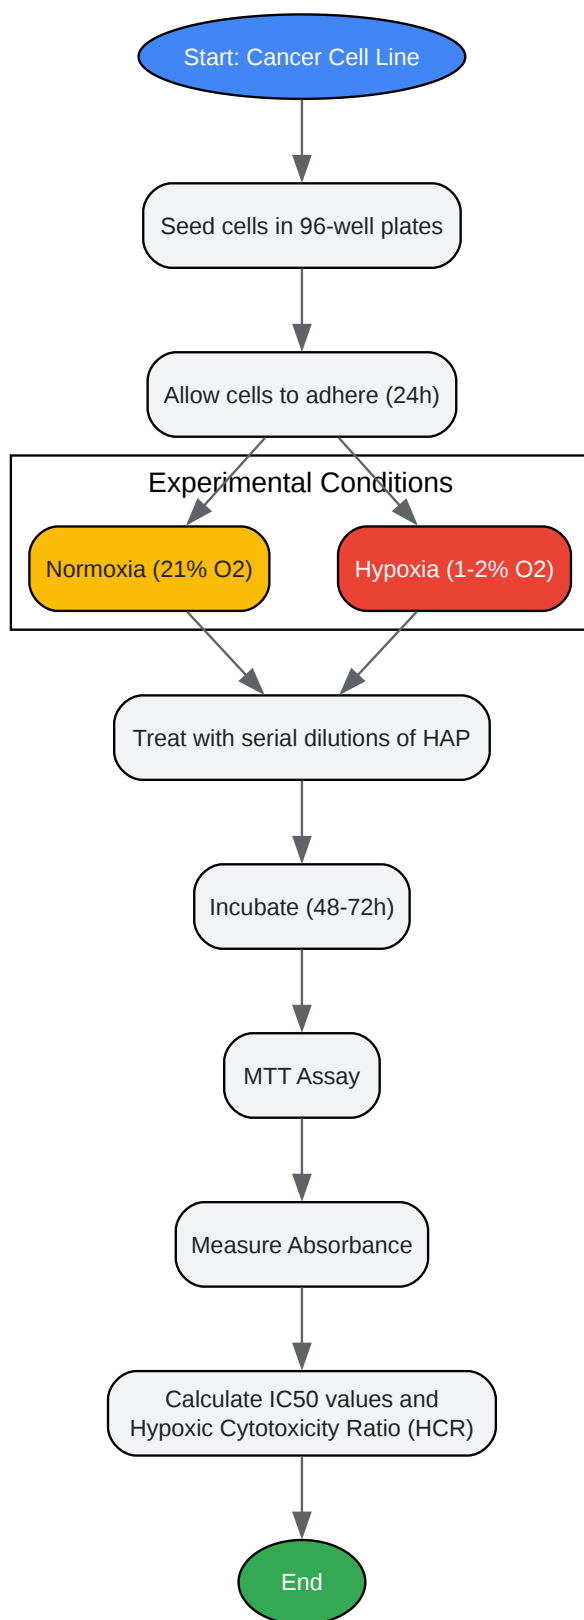 Start: Cancer Cell Line
Seed cells in 96-well plates
Allow cells to adhere (24h)
Experimental Conditions
Normoxia (21% O2)
Hypoxia (1-2% O2)
Treat with serial dilutions of HAP
Incubate (48-72h)
MTT Assay
Measure Absorbance
Calculate IC50 values and
Hypoxic Cytotoxicity Ratio (HCR)
End